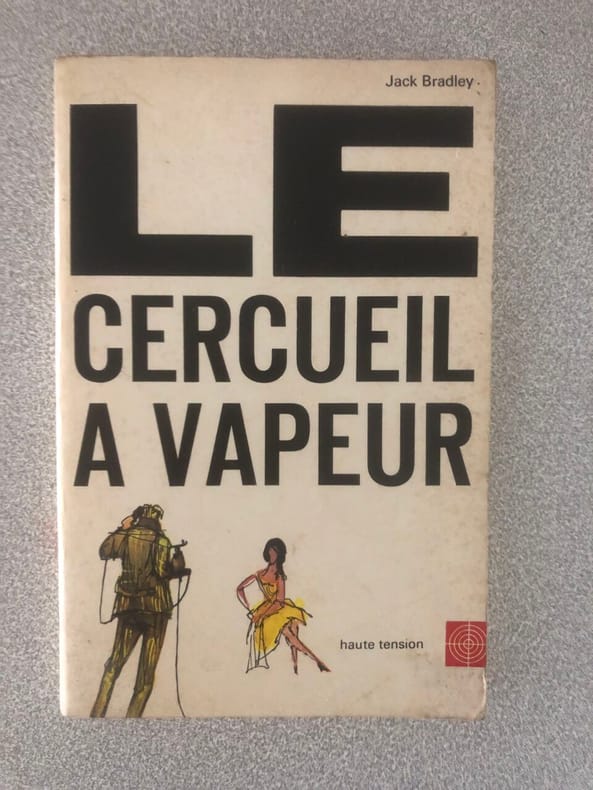 Jack Bradley
LE
CERCUEIL
A VAPEUR
haute tension